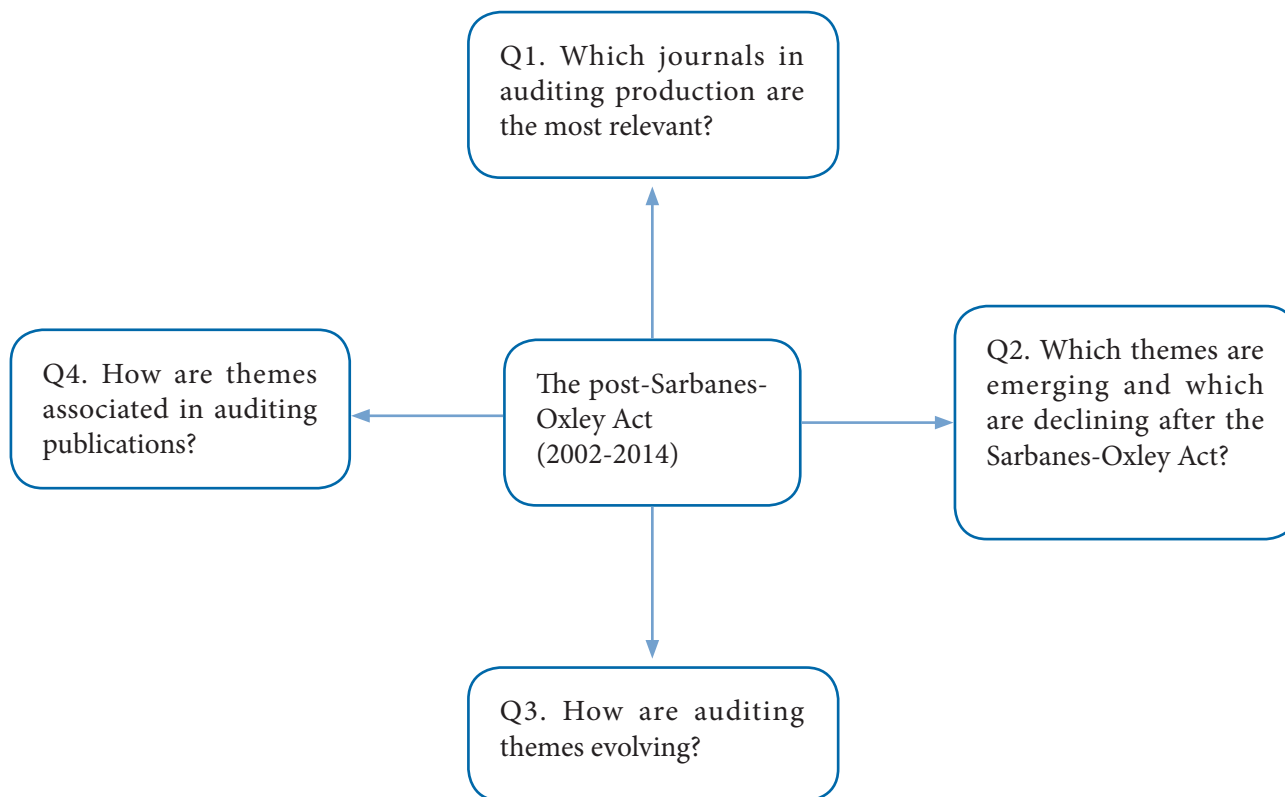 Q1. Which journals in
auditing production are
the most relevant?
Q4. How are themes
associated in auditing
publications?
The post-Sarbanes-
Oxley Act
(2002-2014)
Q2. Which themes are
emerging and which
are declining after the
Sarbanes-Oxley Act?
Q3. How are auditing
themes evolving?